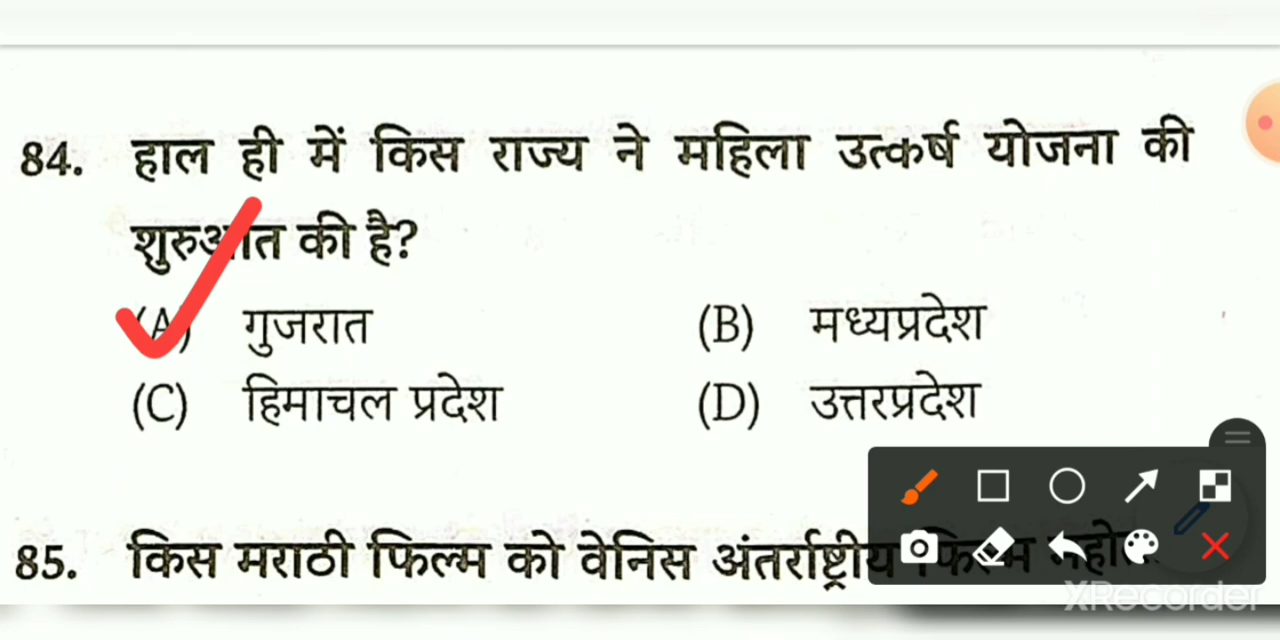 84. हाल ही में किस राज्य ने महिला उत्कर्ष योजना की
शुरुआत की है?
(A) गुजरात (B) मध्यप्रदेश
(C) हिमाचल प्रदेश (D) उत्तरप्रदेश
85. किस मराठी फिल्म को वेनिस अंतर्राष्ट्रीय फिल्म
XRecorder